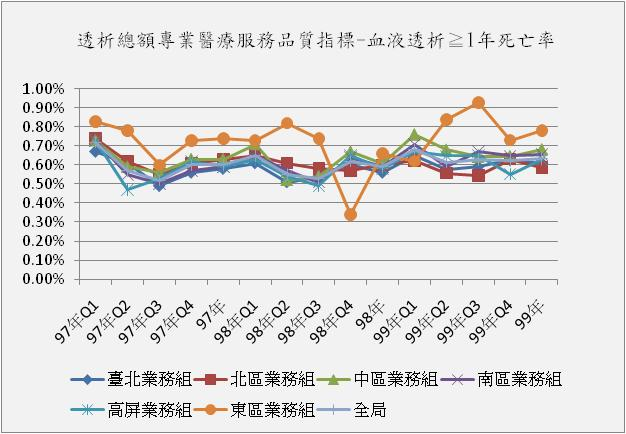 透析總額專業醫療服務品質指標-血液透析≧1年死亡率
1.00%
0.90%
0.80%
0.70%
0.60%
0.50%
0.40%
0.30%
0.20%
0.10%
0.00%
97年Q1
97年Q2
97年Q3
97年Q4
97年
98年Q1
98年Q2
98年Q3
98年Q4
98年
99年Q1
99年Q2
99年Q3
99年Q4
99年
臺北業務組 北區業務組 中區業務組 南區業務組
高屏業務組 東區業務組 全局